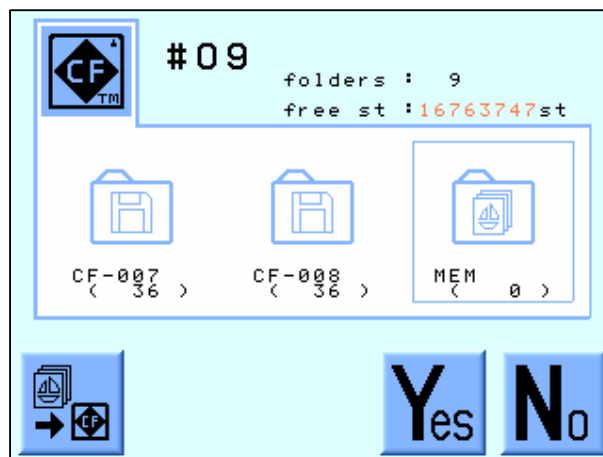 CF TM
#09
folders : 9
free st :16763747st
CF-007
( 36 )
CF-008
( 36 )
MEM
( 0 )
CF
Yes
No